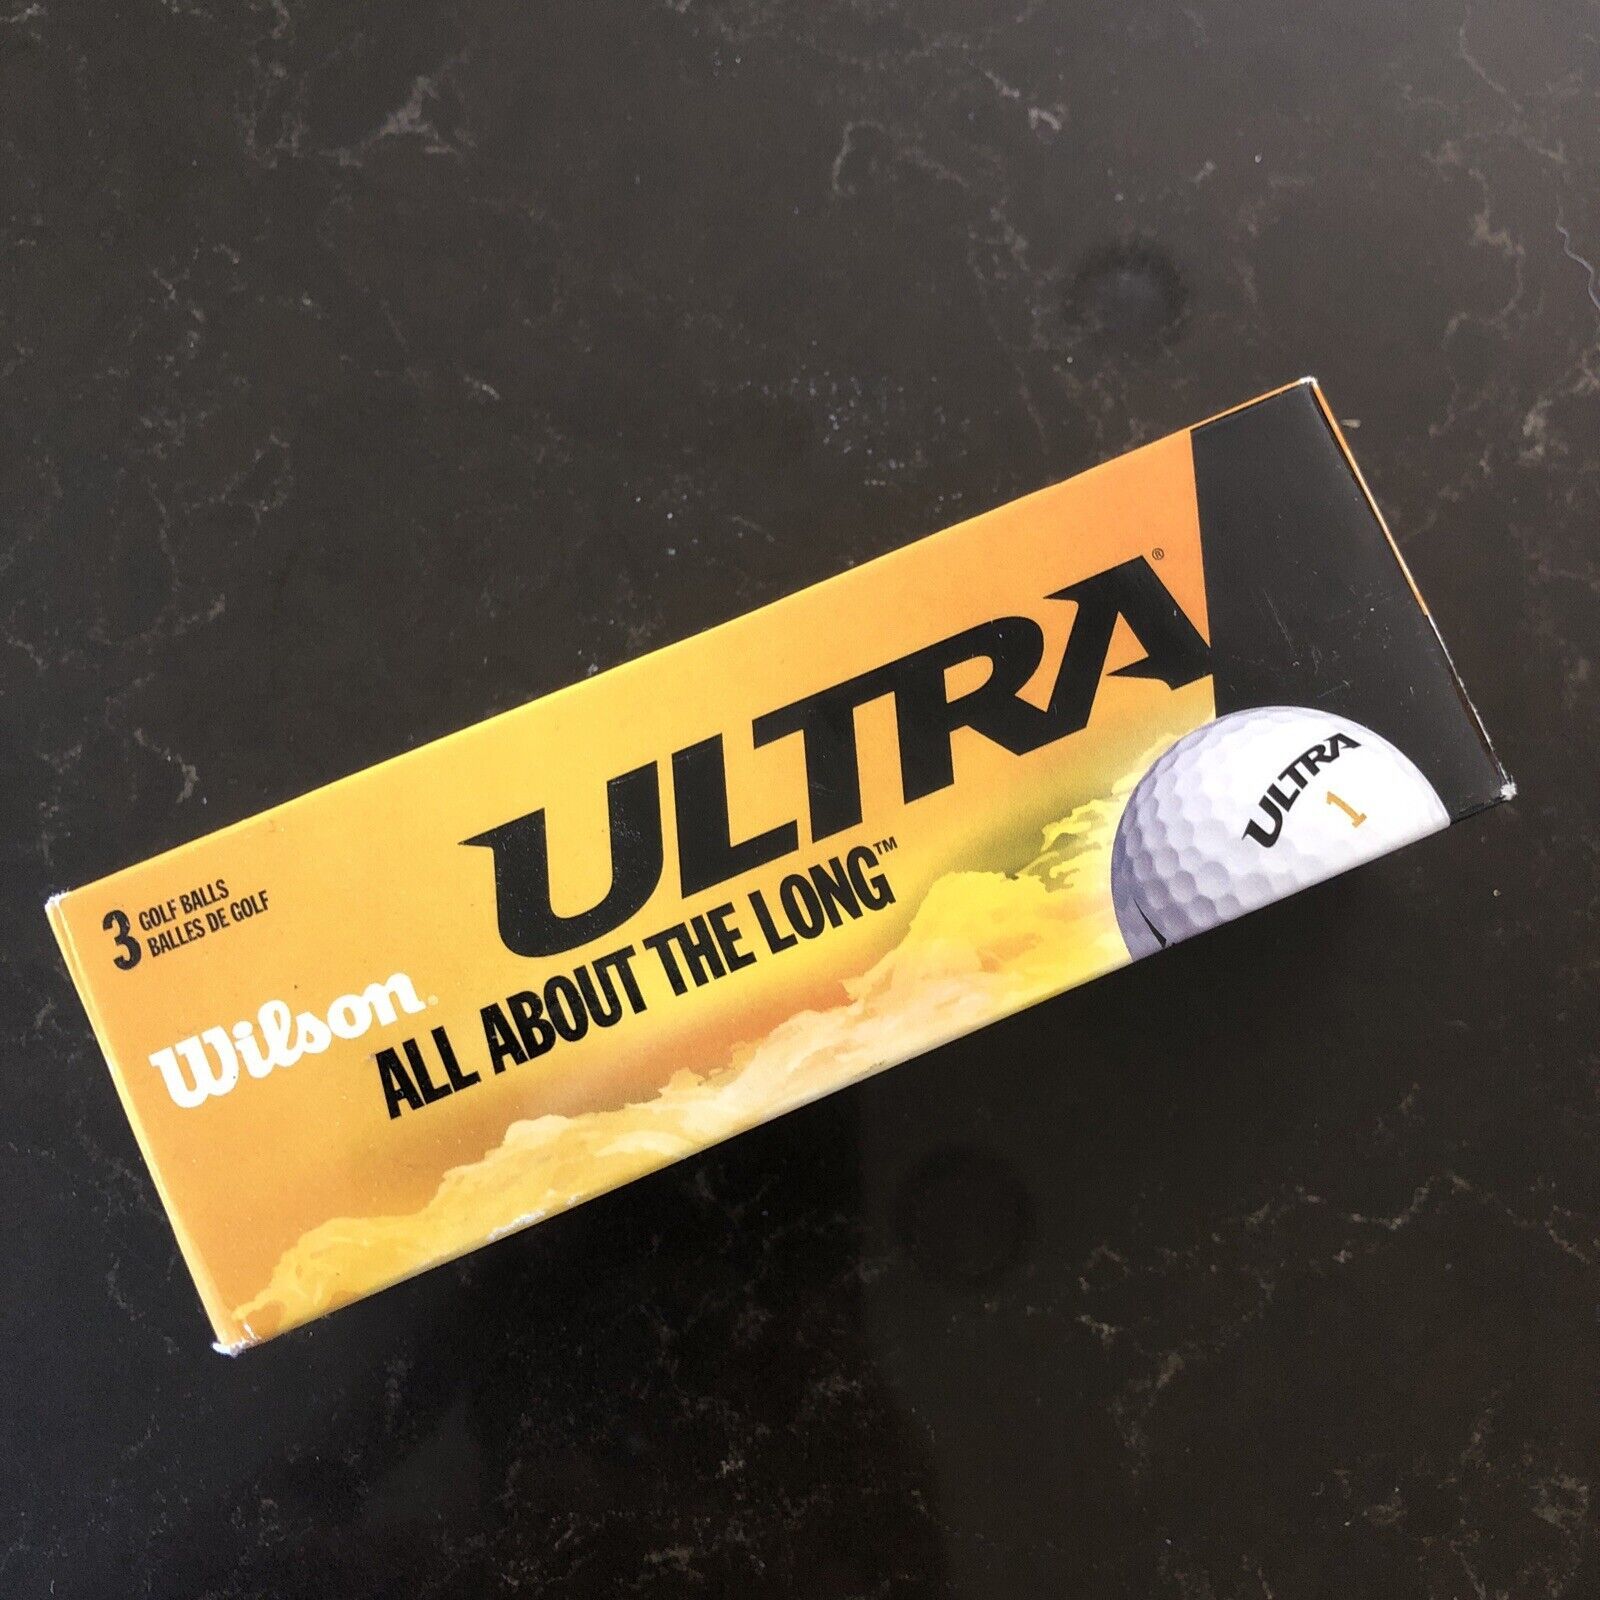 3 GOLF BALLS
BALLES DE GOLF
Wilson®
ULTRA®
ALL ABOUT THE LONG™
ULTRA
1